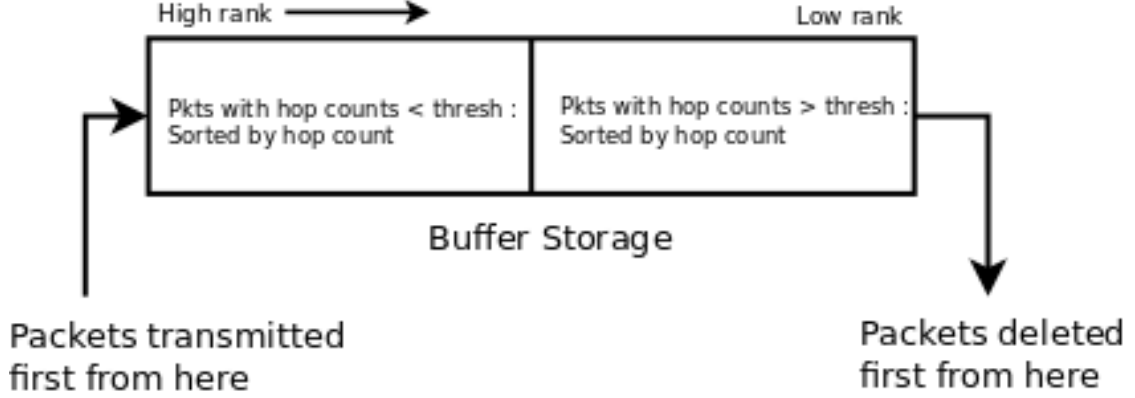 High rank
Low rank
Pkts with hop counts < thresh :
Sorted by hop count
Pkts with hop counts > thresh :
Sorted by hop count
Buffer Storage
Packets transmitted
first from here
Packets deleted
first from here